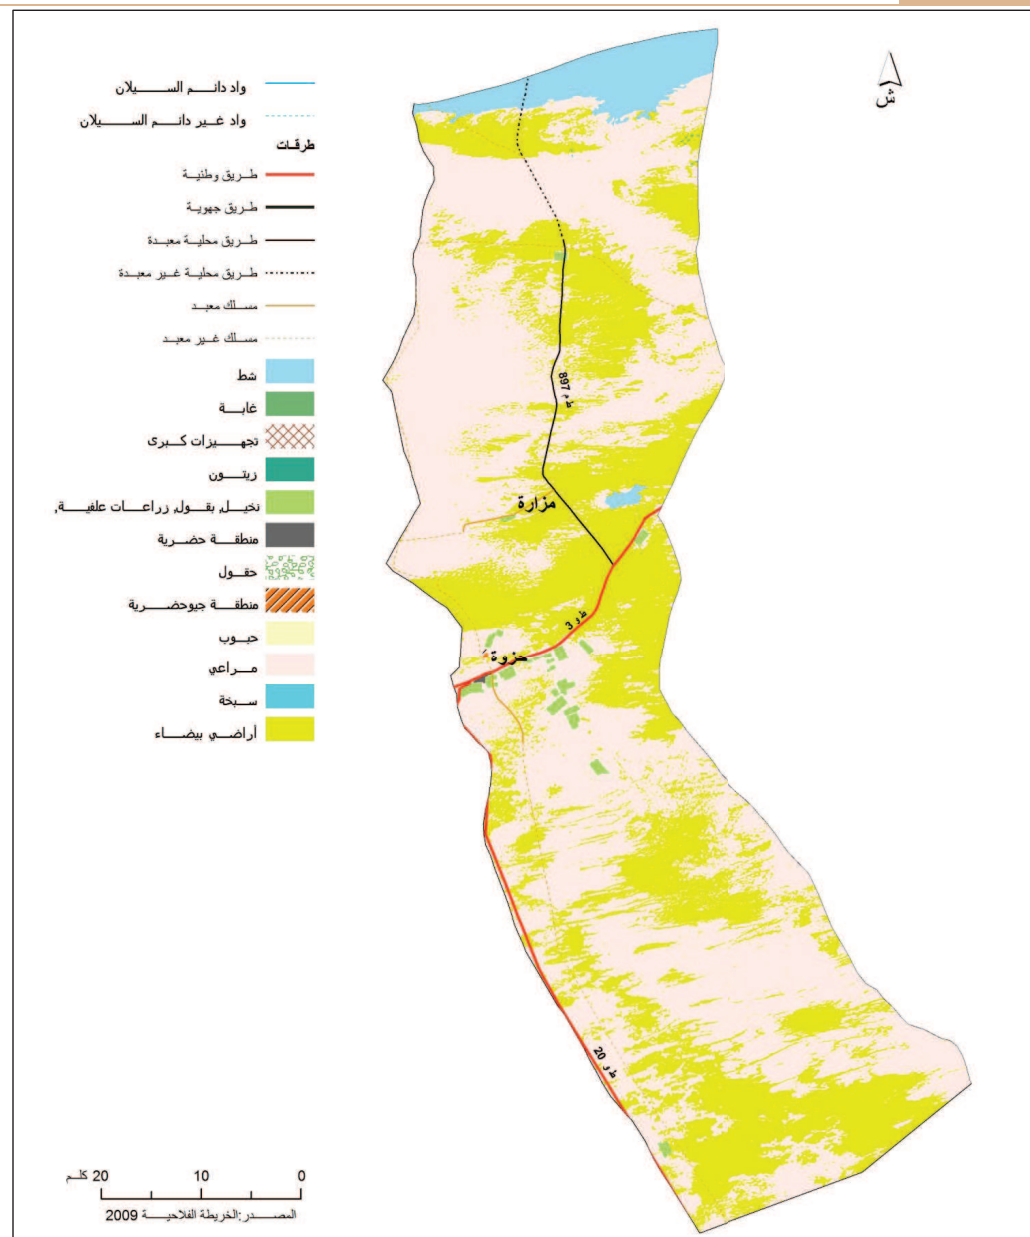 ش
واد دائم السيلان
واد غير دائم السيلان
طرقات
طريق وطنية
طريق جهوية
طريق محلية معبدة
طريق محلية غير معبدة
مسلك معبد
مسلك غير معبد
شط
غابة
تجهيزات كبرى
زيتون
نخيل, بقول, زراعات علفية,
منطقة حضرية
حقول
منطقة جيوحضرية
حبوب
مراعي
سبخة
أراضي بيضاء
ط م 897
مزارة
ط و 3
حزوة
ط و 20
20 كلم 10 0
المصدر:الخريطة الفلاحية 2009